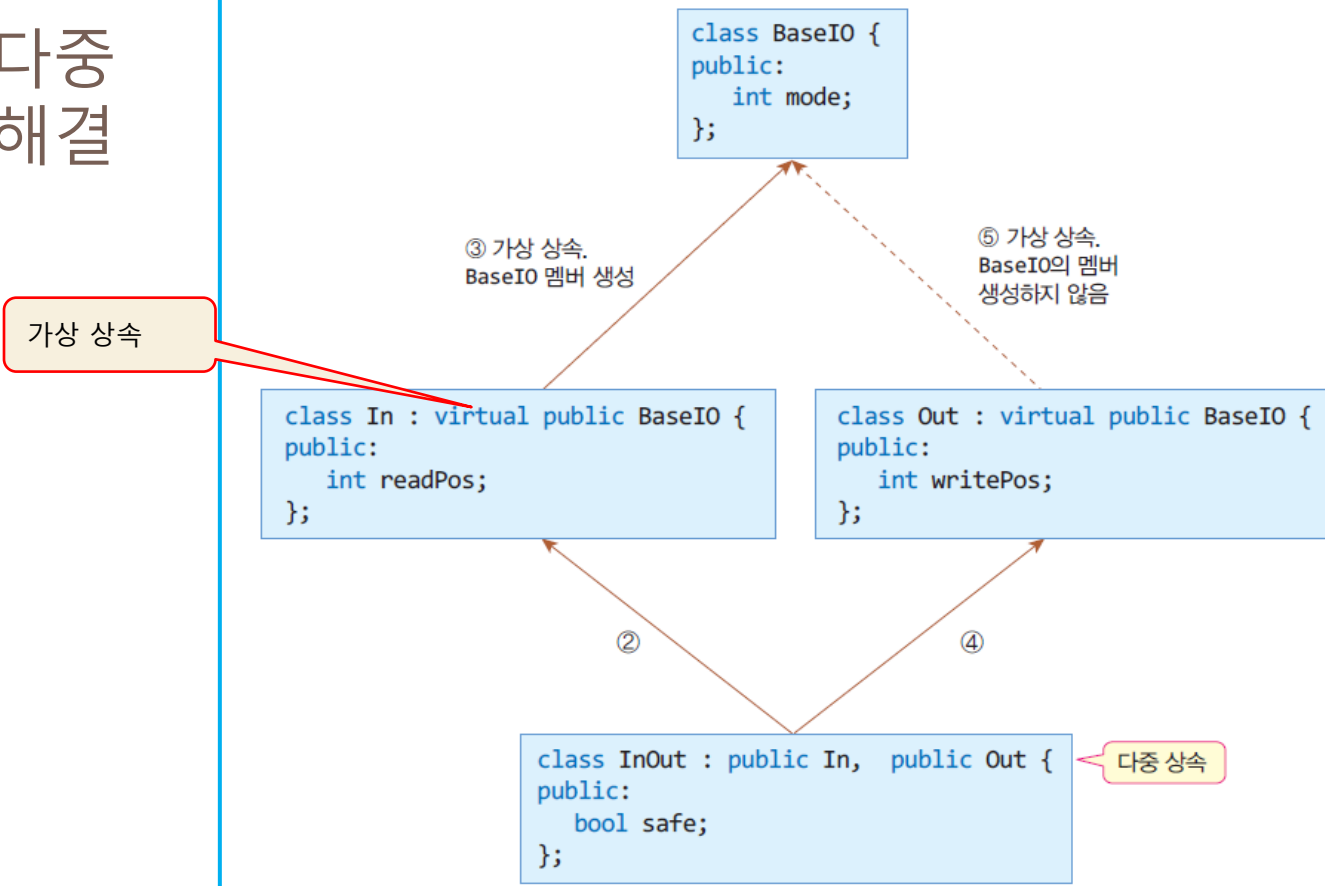 다중
해결
class BaseIO {
public:
int mode;
};
③ 가상 상속.
BaseIO 멤버 생성
⑤ 가상 상속.
BaseIO의 멤버
생성하지 않음
가상 상속
class In : virtual public BaseIO {
public:
int readPos;
};
class Out : virtual public BaseIO {
public:
int writePos;
};
②
④
class InOut : public In, public Out {
public:
bool safe;
};
다중 상속